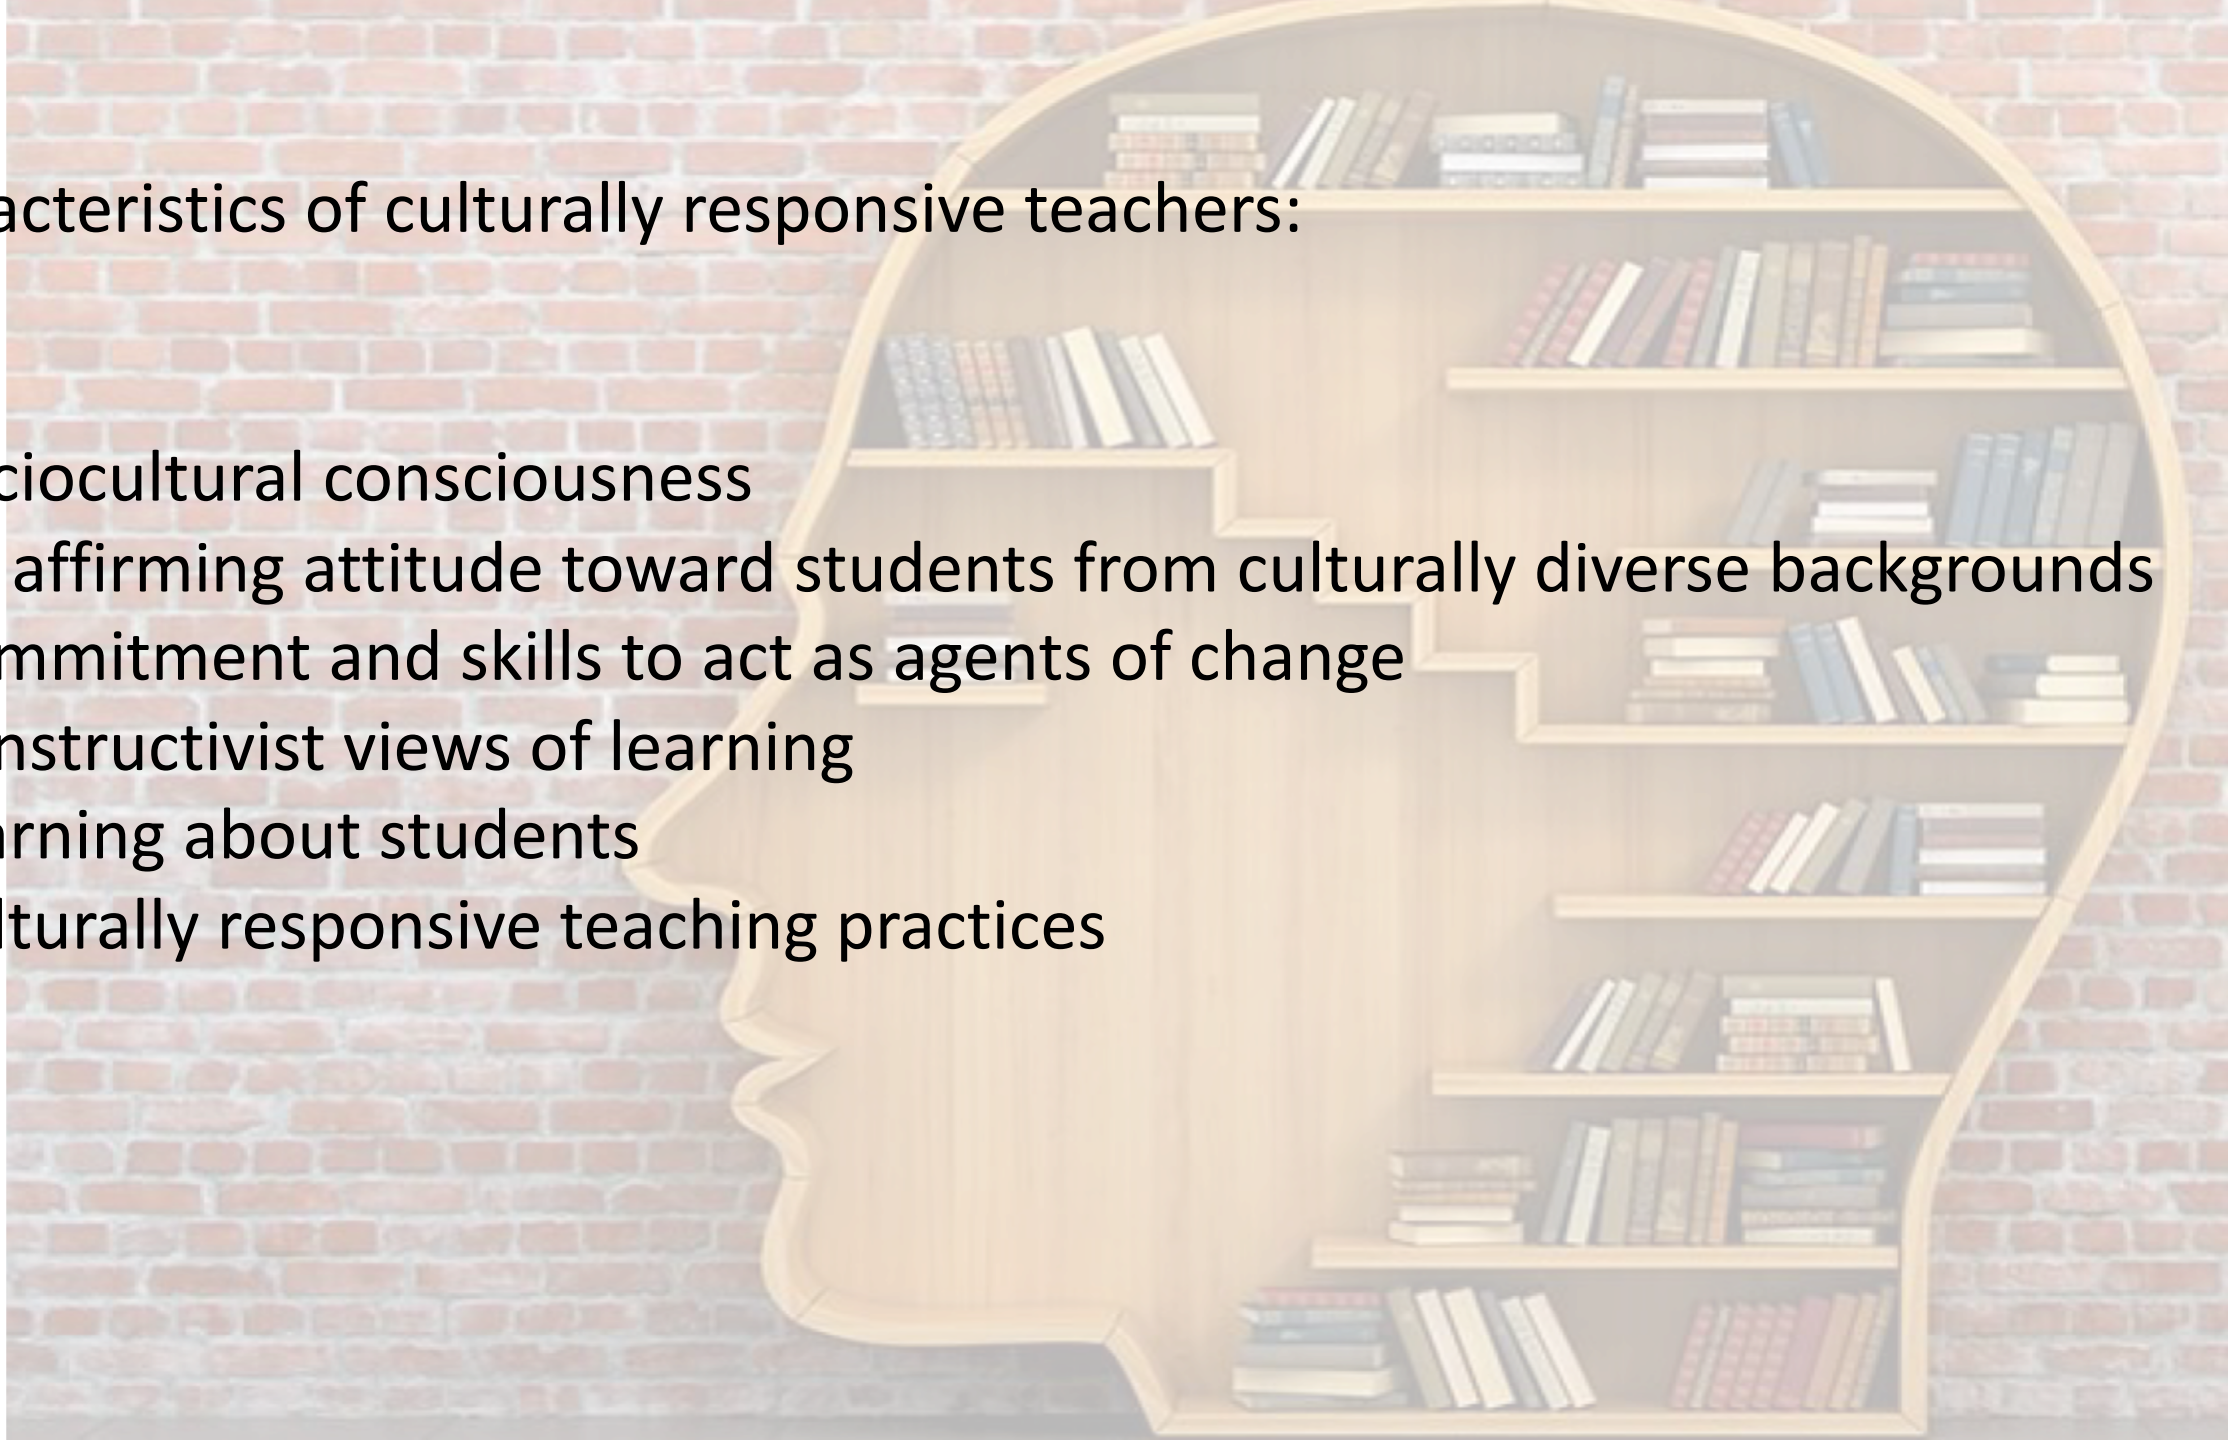 acteristics of culturally responsive teachers:
ciocultural consciousness
affirming attitude toward students from culturally diverse backgrounds
mmitment and skills to act as agents of change
nstructivist views of learning
rning about students
lturally responsive teaching practices